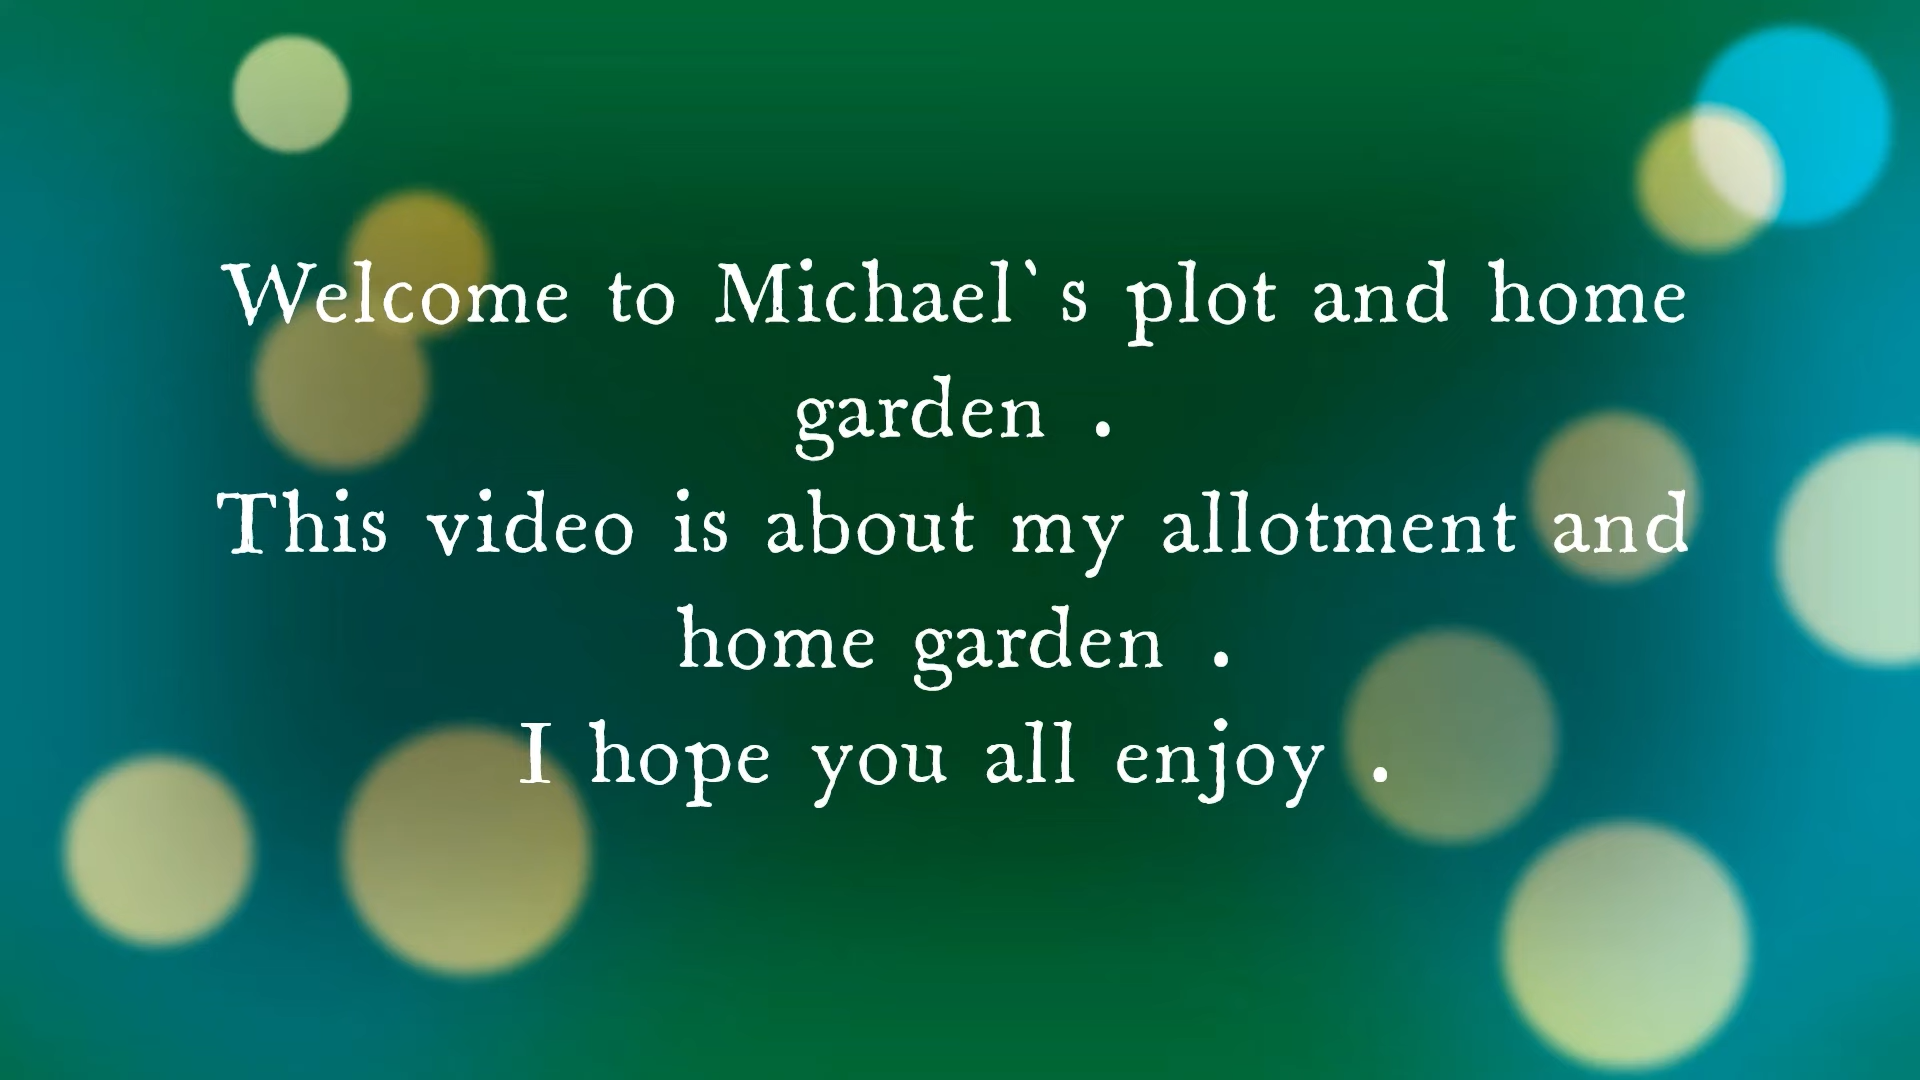 Welcome to Michael`s plot and home
garden .
This video is about my allotment and
home garden .
I hope you all enjoy .